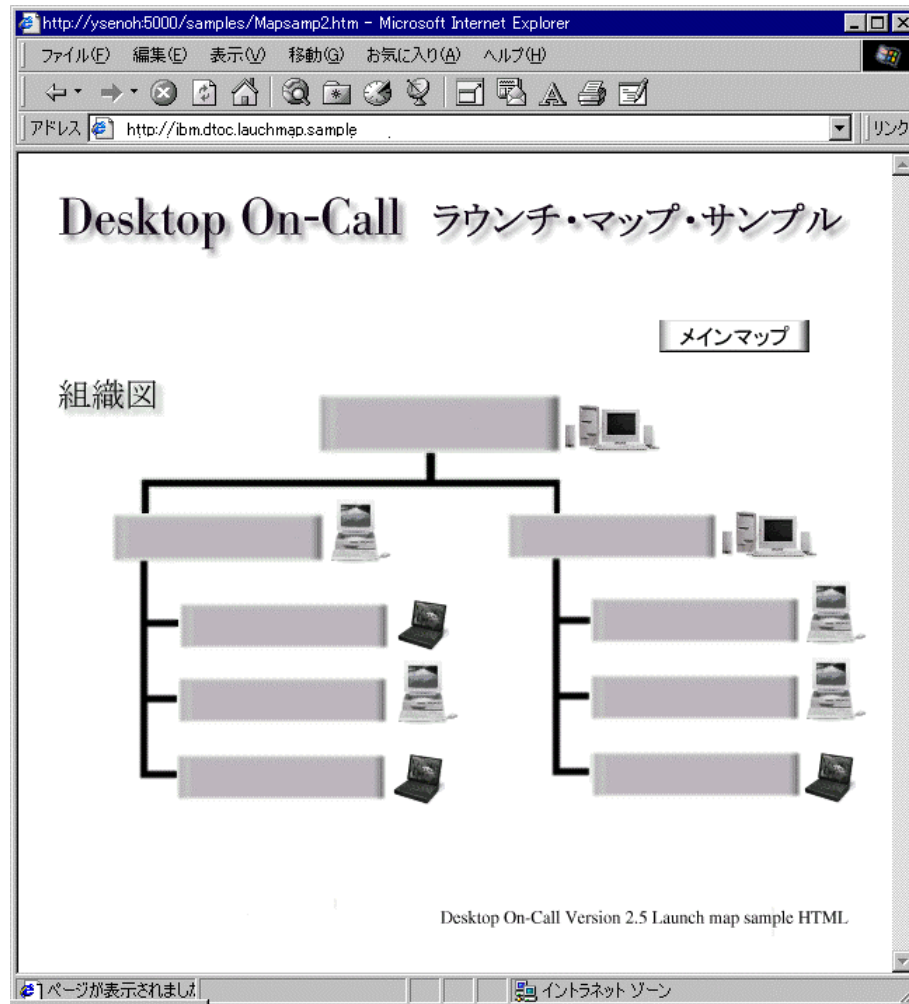 http://ysenoh:5000/samples/Mapsamp2.htm - Microsoft Internet Explorer
ファイル(F) 編集(E) 表示(V) 移動(G) お気に入り(A) ヘルプ(H)
アドレス http://ibm.dtoc.lauchmap.sample リンク
Desktop On-Call ラウンチ・マップ・サンプル
メインマップ
組織図
Desktop On-Call Version 2.5 Launch map sample HTML
ページが表示されました イントラネット ゾーン